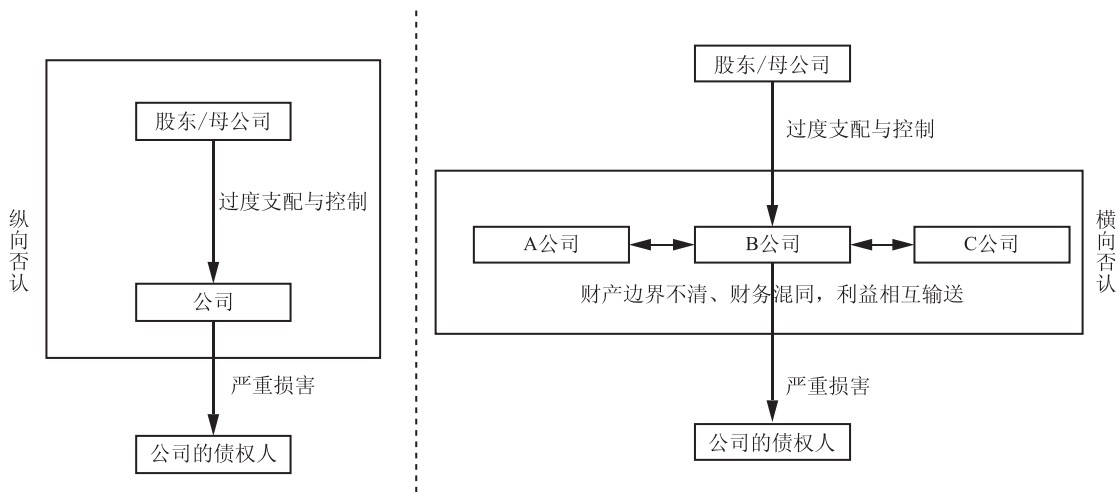 纵向否认
股东/母公司
过度支配与控制
公司
严重损害
公司的债权人
股东/母公司
过度支配与控制
A公司
B公司
C公司
财产边界不清、财务混同，利益相互输送
横向否认
严重损害
公司的债权人